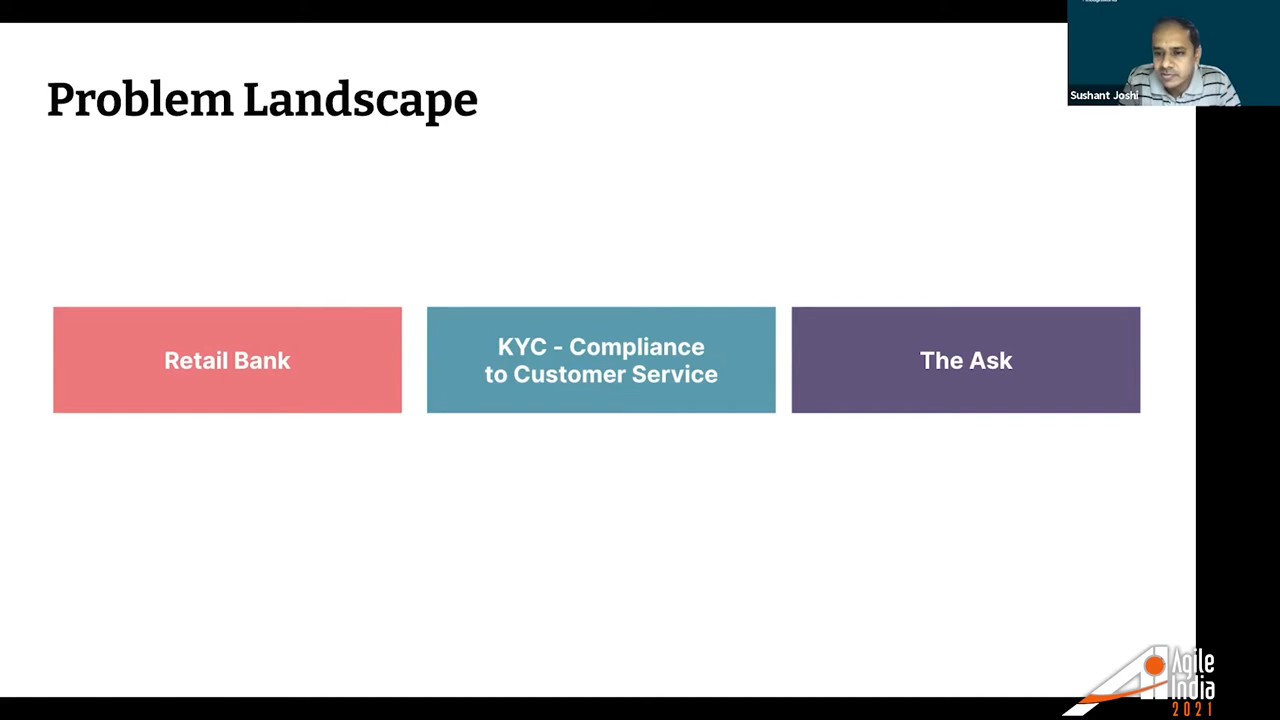 Problem Landscape
Sushant Joshi
Retail Bank
KYC - Compliance
to Customer Service
The Ask
Agile
India
2021